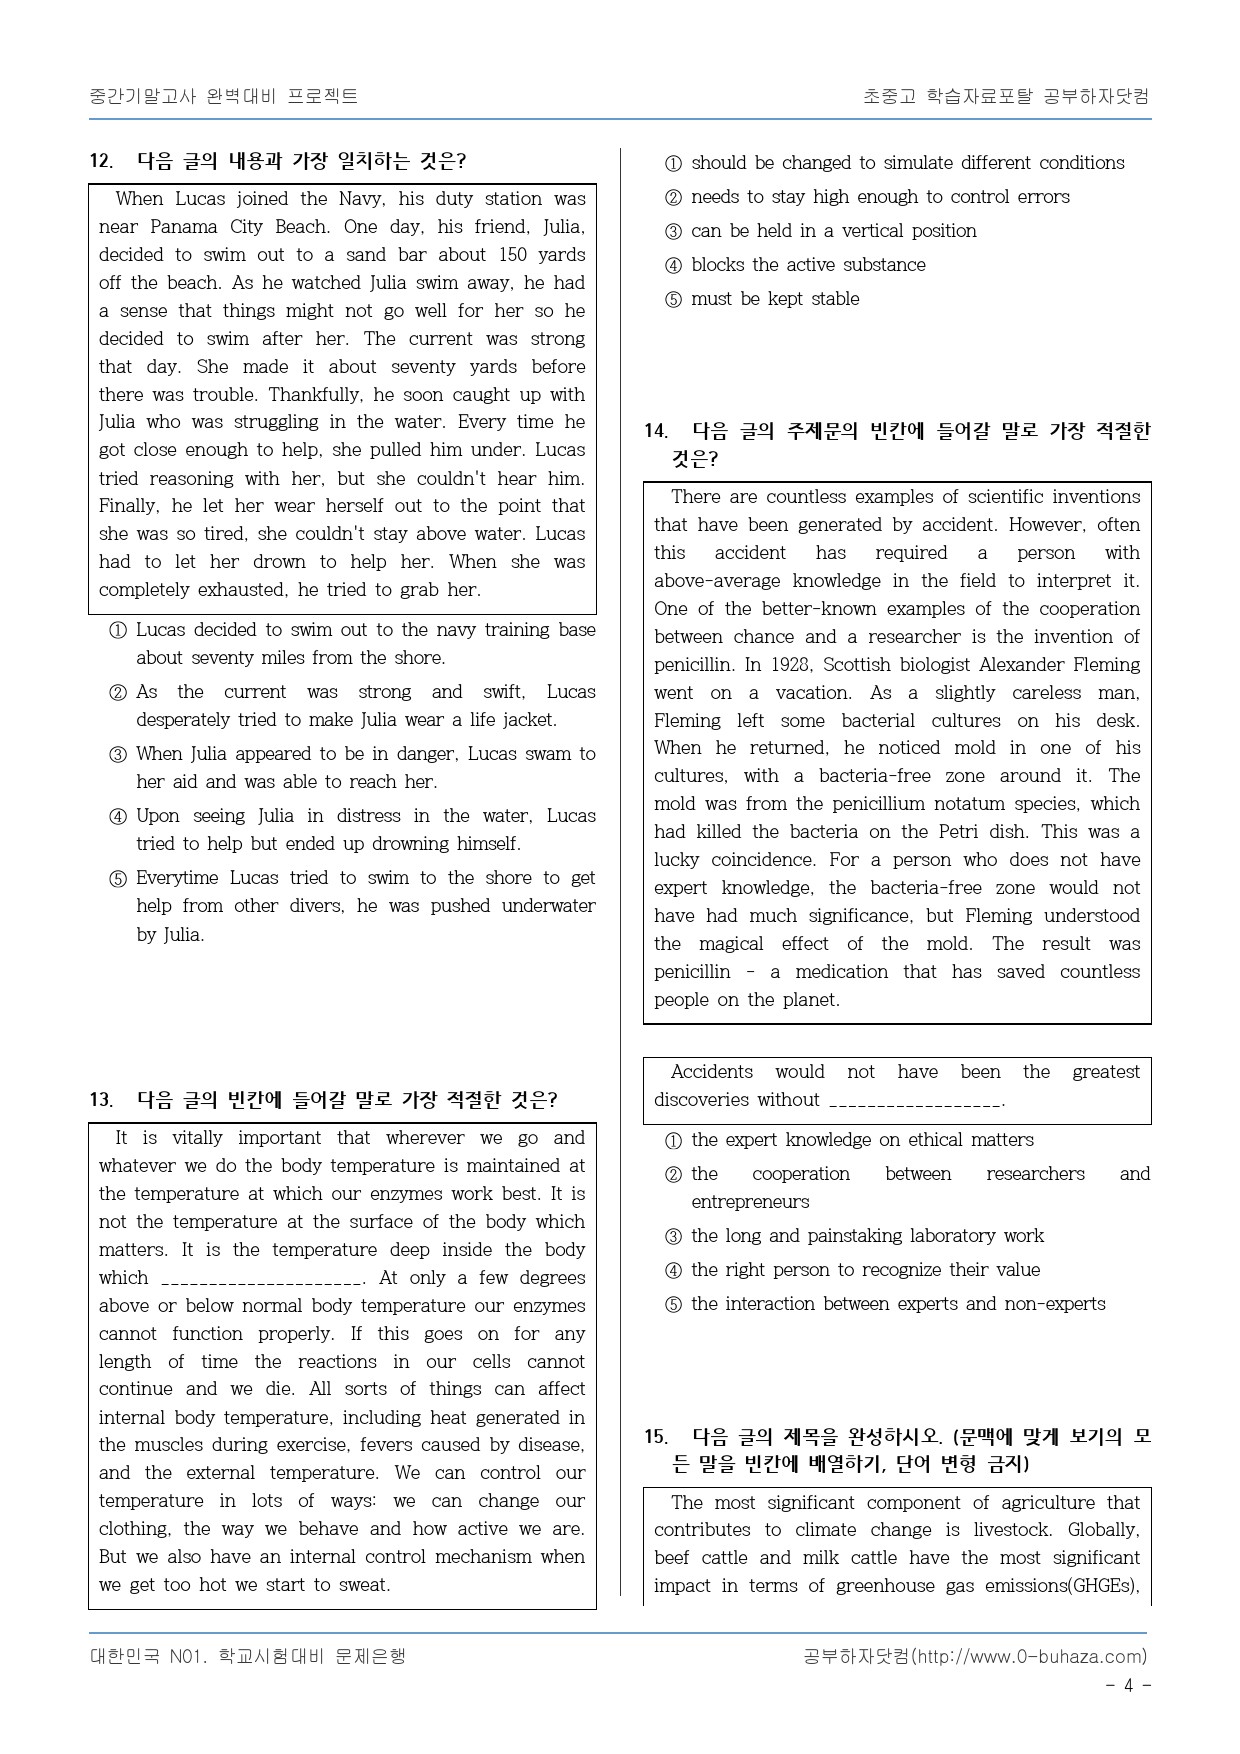 중간기말고사 완벽대비 프로젝트
초중고 학습자료포탈 공부하자닷컴
12. 다음 글의 내용과 가장 일치하는 것은?
When Lucas joined the Navy, his duty station was
near Panama City Beach. One day, his friend, Julia,
decided to swim out to a sand bar about 150 yards
off the beach. As he watched Julia swim away, he had
a sense that things might not go well for her so he
decided to swim after her. The current was strong
that day. She made it about seventy yards before
there was trouble. Thankfully, he soon caught up with
Julia who was struggling in the water. Every time he
got close enough to help, she pulled him under. Lucas
tried reasoning with her, but she couldn't hear him.
Finally, he let her wear herself out to the point that
she was so tired, she couldn't stay above water. Lucas
had to let her drown to help her. When she was
completely exhausted, he tried to grab her.
① Lucas decided to swim out to the navy training base
about seventy miles from the shore.
② As the current was strong and swift, Lucas
desperately tried to make Julia wear a life jacket.
③ When Julia appeared to be in danger, Lucas swam to
her aid and was able to reach her.
④ Upon seeing Julia in distress in the water, Lucas
tried to help but ended up drowning himself.
⑤ Everytime Lucas tried to swim to the shore to get
help from other divers, he was pushed underwater
by Julia.
13. 다음 글의 빈칸에 들어갈 말로 가장 적절한 것은?
It is vitally important that wherever we go and
whatever we do the body temperature is maintained at
the temperature at which our enzymes work best. It is
not the temperature at the surface of the body which
matters. It is the temperature deep inside the body
which _____________________. At only a few degrees
above or below normal body temperature our enzymes
cannot function properly. If this goes on for any
length of time the reactions in our cells cannot
continue and we die. All sorts of things can affect
internal body temperature, including heat generated in
the muscles during exercise, fevers caused by disease,
and the external temperature. We can control our
temperature in lots of ways: we can change our
clothing, the way we behave and how active we are.
But we also have an internal control mechanism when
we get too hot we start to sweat.
① should be changed to simulate different conditions
② needs to stay high enough to control errors
③ can be held in a vertical position
④ blocks the active substance
⑤ must be kept stable
14. 다음 글의 주제문의 빈칸에 들어갈 말로 가장 적절한
것은?
There are countless examples of scientific inventions
that have been generated by accident. However, often
this accident has required a person with
above-average knowledge in the field to interpret it.
One of the better-known examples of the cooperation
between chance and a researcher is the invention of
penicillin. In 1928, Scottish biologist Alexander Fleming
went on a vacation. As a slightly careless man,
Fleming left some bacterial cultures on his desk.
When he returned, he noticed mold in one of his
cultures, with a bacteria-free zone around it. The
mold was from the penicillium notatum species, which
had killed the bacteria on the Petri dish. This was a
lucky coincidence. For a person who does not have
expert knowledge, the bacteria-free zone would not
have had much significance, but Fleming understood
the magical effect of the mold. The result was
penicillin - a medication that has saved countless
people on the planet.
Accidents would not have been the greatest
discoveries without __________________.
① the expert knowledge on ethical matters
② the cooperation between researchers and
entrepreneurs
③ the long and painstaking laboratory work
④ the right person to recognize their value
⑤ the interaction between experts and non-experts
15. 다음 글의 제목을 완성하시오. (문맥에 맞게 보기의 모
든 말을 빈칸에 배열하기, 단어 변형 금지)
The most significant component of agriculture that
contributes to climate change is livestock. Globally,
beef cattle and milk cattle have the most significant
impact in terms of greenhouse gas emissions(GHGEs),
대한민국 N01. 학교시험대비 문제은행
공부하자닷컴(http://www.0-buhaza.com)
- 4 -